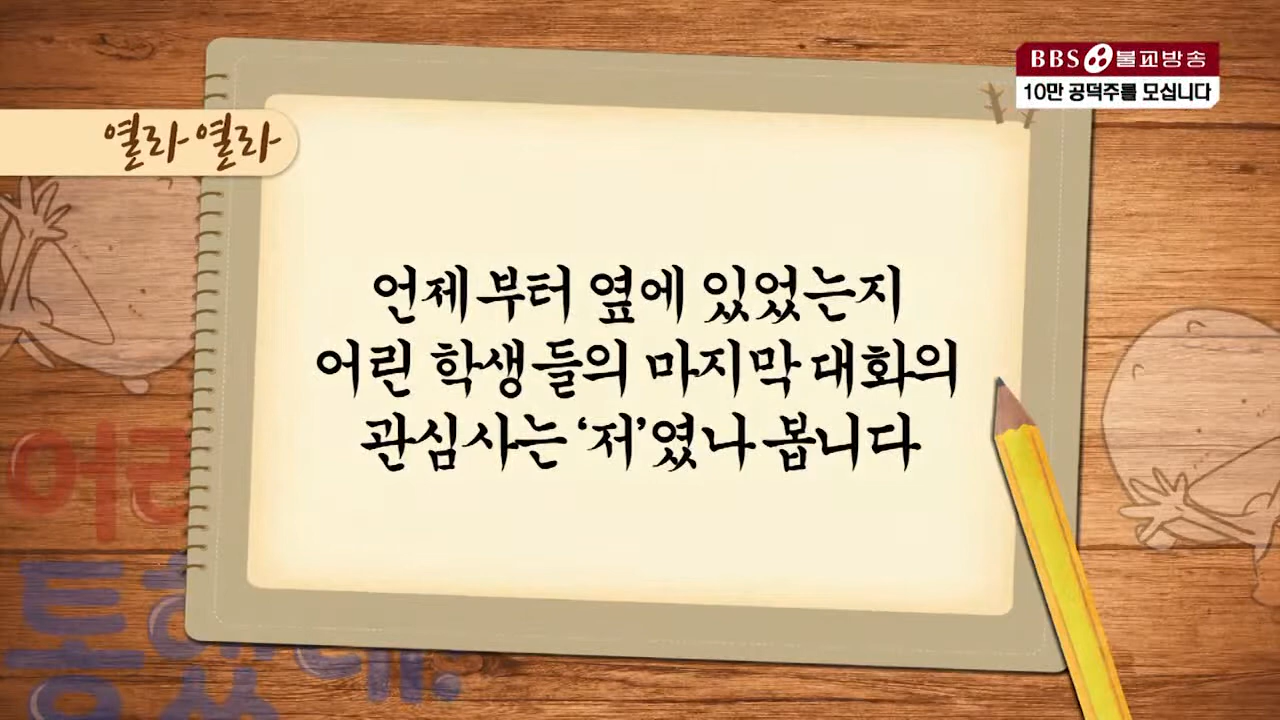 BBS 불교방송
10만 공덕주를 모십니다
열라 열라
언제부터 옆에 있었는지
어린 학생들의 마지막 대화의
관심사는 ‘저’였나 봅니다